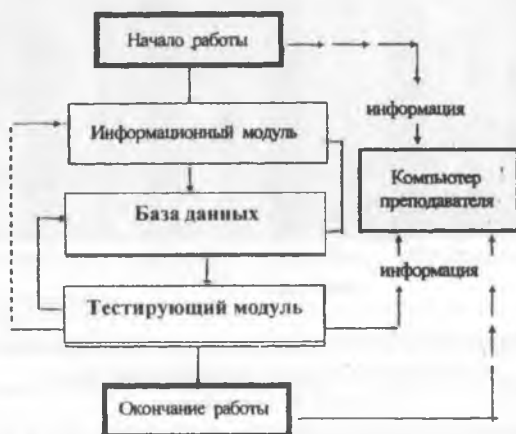 Начало работы
информация
Информационный модуль
Компьютер
преподавателя
База данных
информация
Тестирующий модуль
Окончание работы